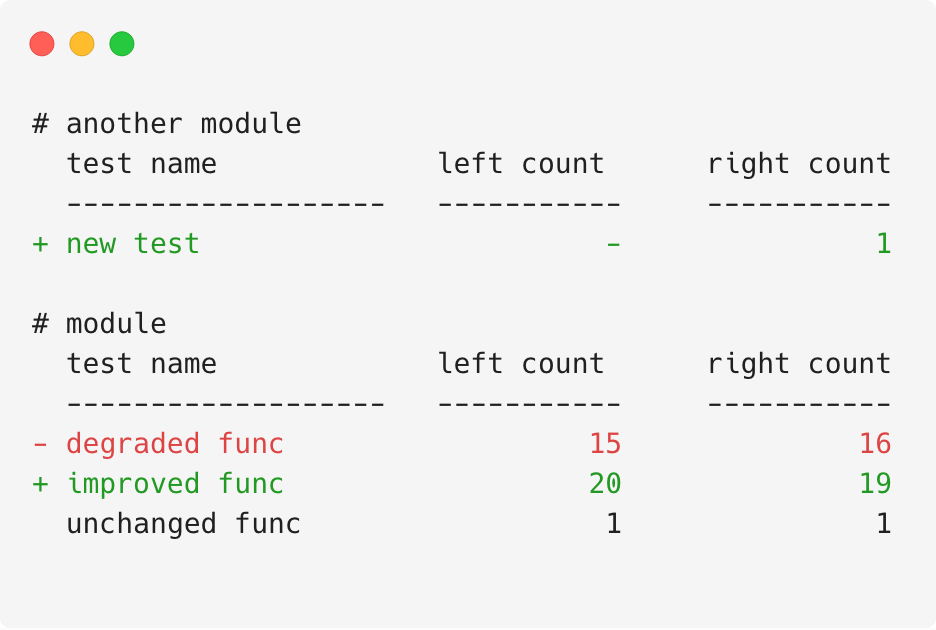 # another module
  test name             left count      right count
  -------------------   -----------     -----------
+ new test                        -               1
# module
  test name             left count      right count
  -------------------   -----------     -----------
- degraded func                  15              16
+ improved func                  20              19
  unchanged func                  1               1